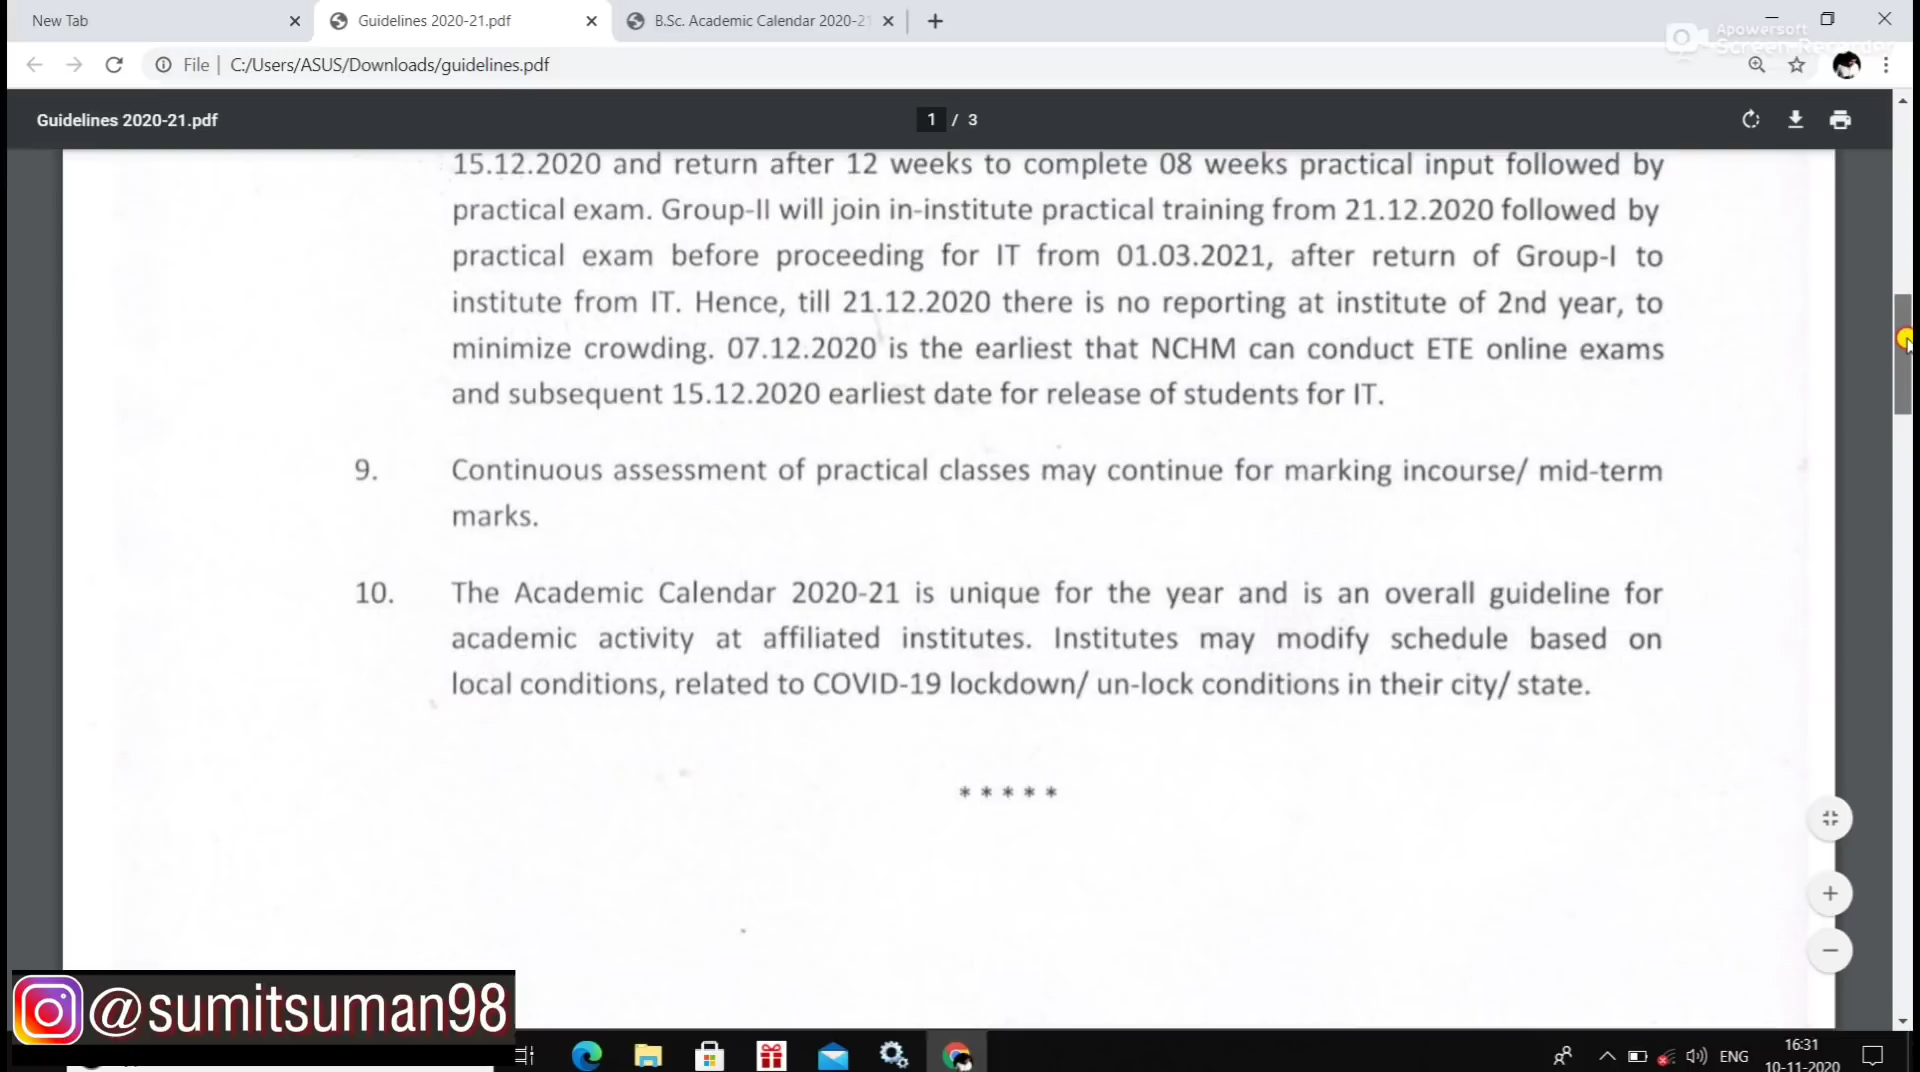 New Tab
Guidelines 2020-21.pdf
B.Sc. Academic Calendar 2020-21
Apowersoft
Screen Recorder
File
C:/Users/ASUS/Downloads/guidelines.pdf
Guidelines 2020-21.pdf
1 / 3
15.12.2020 and return after 12 weeks to complete 08 weeks practical input followed by
practical exam. Group-II will join in-institute practical training from 21.12.2020 followed by
practical exam before proceeding for IT from 01.03.2021, after return of Group-I to
institute from IT. Hence, till 21.12.2020 there is no reporting at institute of 2nd year, to
minimize crowding. 07.12.2020 is the earliest that NCHM can conduct ETE online exams
and subsequent 15.12.2020 earliest date for release of students for IT.
9. Continuous assessment of practical classes may continue for marking incourse/ mid-term
marks.
10. The Academic Calendar 2020-21 is unique for the year and is an overall guideline for
academic activity at affiliated institutes. Institutes may modify schedule based on
local conditions, related to COVID-19 lockdown/ un-lock conditions in their city/ state.
* * * * *
@sumitsuman98
ENG
16:31
10-11-2020